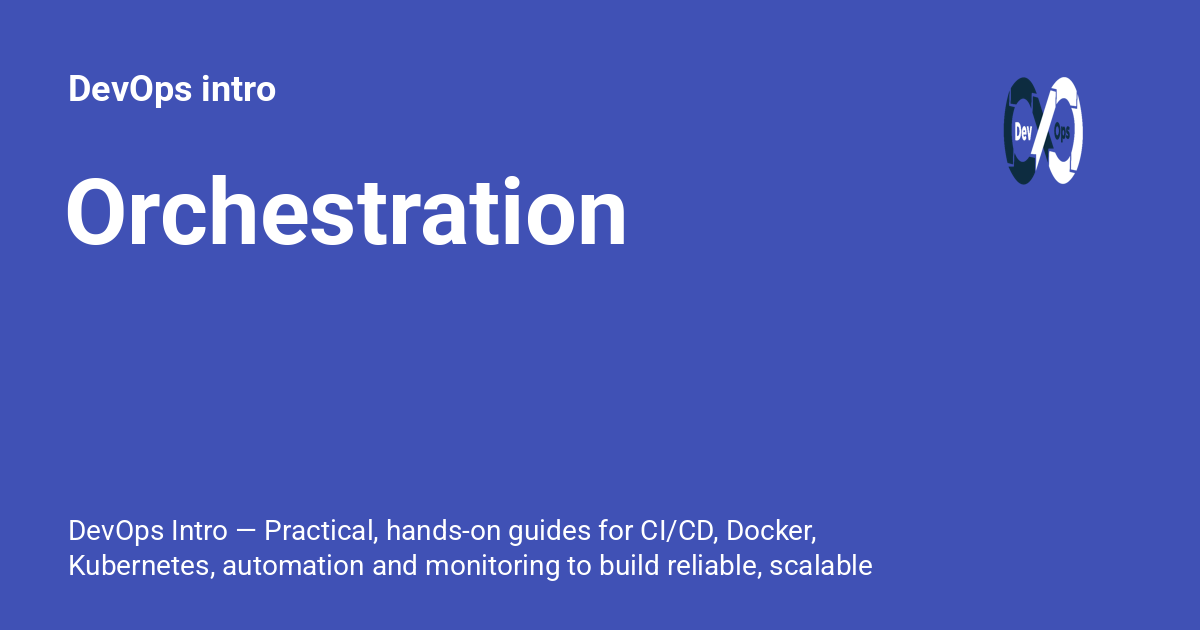 DevOps intro
Dev Ops
Orchestration
DevOps Intro — Practical, hands-on guides for CI/CD, Docker,
Kubernetes, automation and monitoring to build reliable, scalable